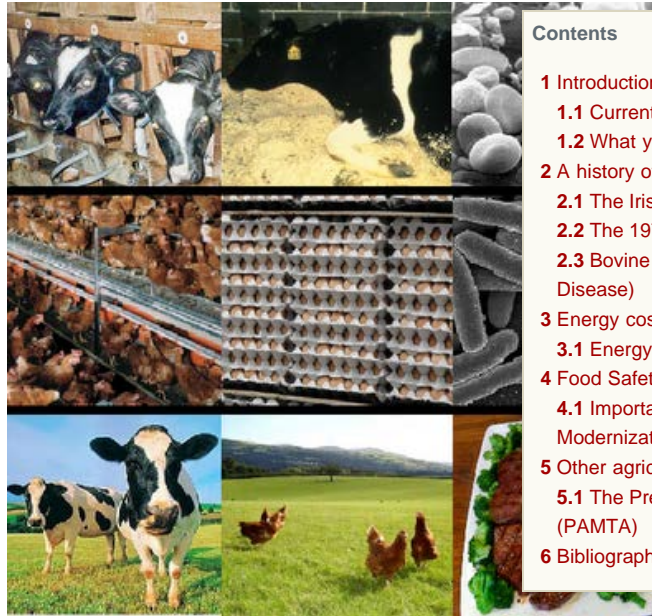 Contents
1 Introduction
1.1 Current
1.2 What y
2 A history o
2.1 The Iris
2.2 The 197
2.3 Bovine
Disease)
3 Energy cos
3.1 Energy
4 Food Safet
4.1 Importa
Modernizat
5 Other agric
5.1 The Pre
(PAMTA)
6 Bibliograph